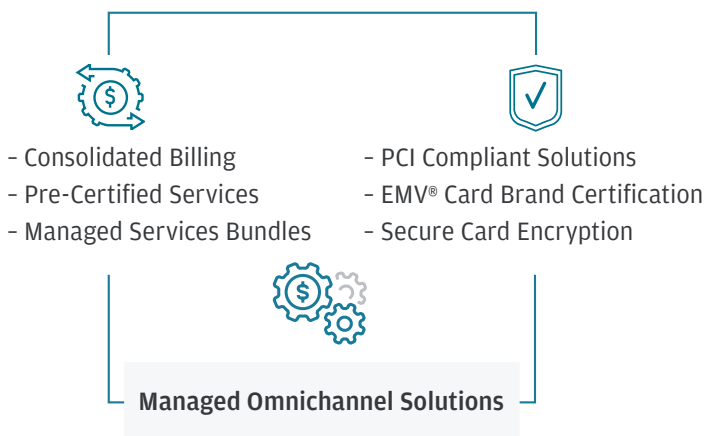 $
– Consolidated Billing
– Pre-Certified Services
– Managed Services Bundles
– PCI Compliant Solutions
– EMV® Card Brand Certification
– Secure Card Encryption
$
Managed Omnichannel Solutions